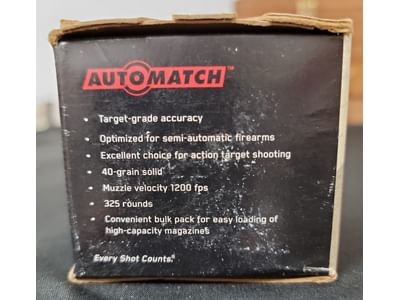 AUTOMATCH™
• Target-grade accuracy
• Optimized for semi-automatic firearms
• Excellent choice for action target shooting
• 40-grain solid
• Muzzle velocity 1200 fps
• 325 rounds
• Convenient bulk pack for easy loading of
high-capacity magazines
Every Shot Counts.®